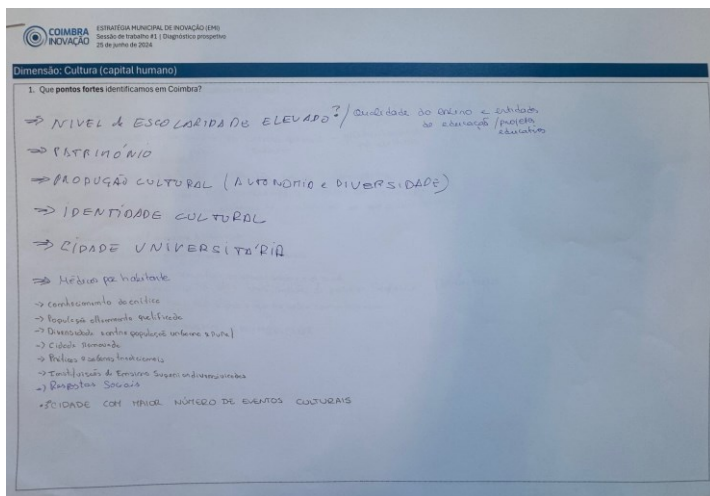 COIMBRA
INOVAÇÃO
ESTRATÉGIA MUNICIPAL DE INOVAÇÃO (EMI)
Sessão de trabalho #1 | Diagnóstico prospetivo
25 de junho de 2024
Dimensão: Cultura (capital humano)
1. Que pontos fortes identificamos em Coimbra?
⇒ NIVEL de ESCOLARIDADE ELEVADO? / Qualidade do ensino e entidades
de educação / projeto
educativo
⇒ PATRIMÓNIO
⇒ PRODUÇÃO CULTURAL (AUTONOMIA e DIVERSIDADE)
⇒ IDENTIDADE CULTURAL
⇒ CIDADE UNIVERSITÁRIA
⇒ Médicos por habitante
-> Conhecimento científico
-> População altamente qualificada
-> Diversidade população urbana e rural
-> Cidade
-> Práticas e saberes tradicionais
-> Instituições de Ensino Superior diversificadas
-> Respostas Sociais
-> CIDADE COM MAIOR NÚMERO DE EVENTOS CULTURAIS